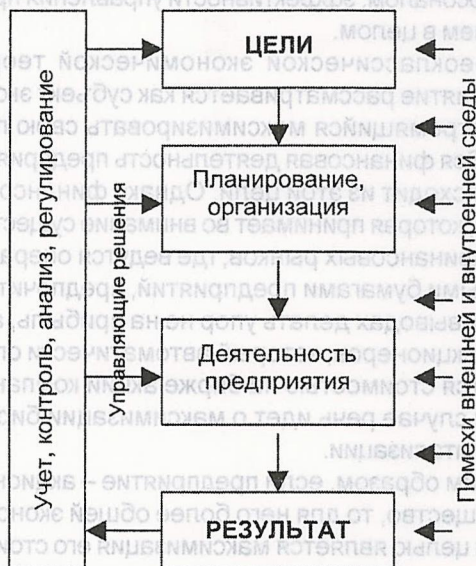 ЦЕЛИ
Учет, контроль, анализ, регулирование
Управляющие решения
Планирование,
организация
Деятельность
предприятия
РЕЗУЛЬТАТ
Помехи внешней и внутренней среды